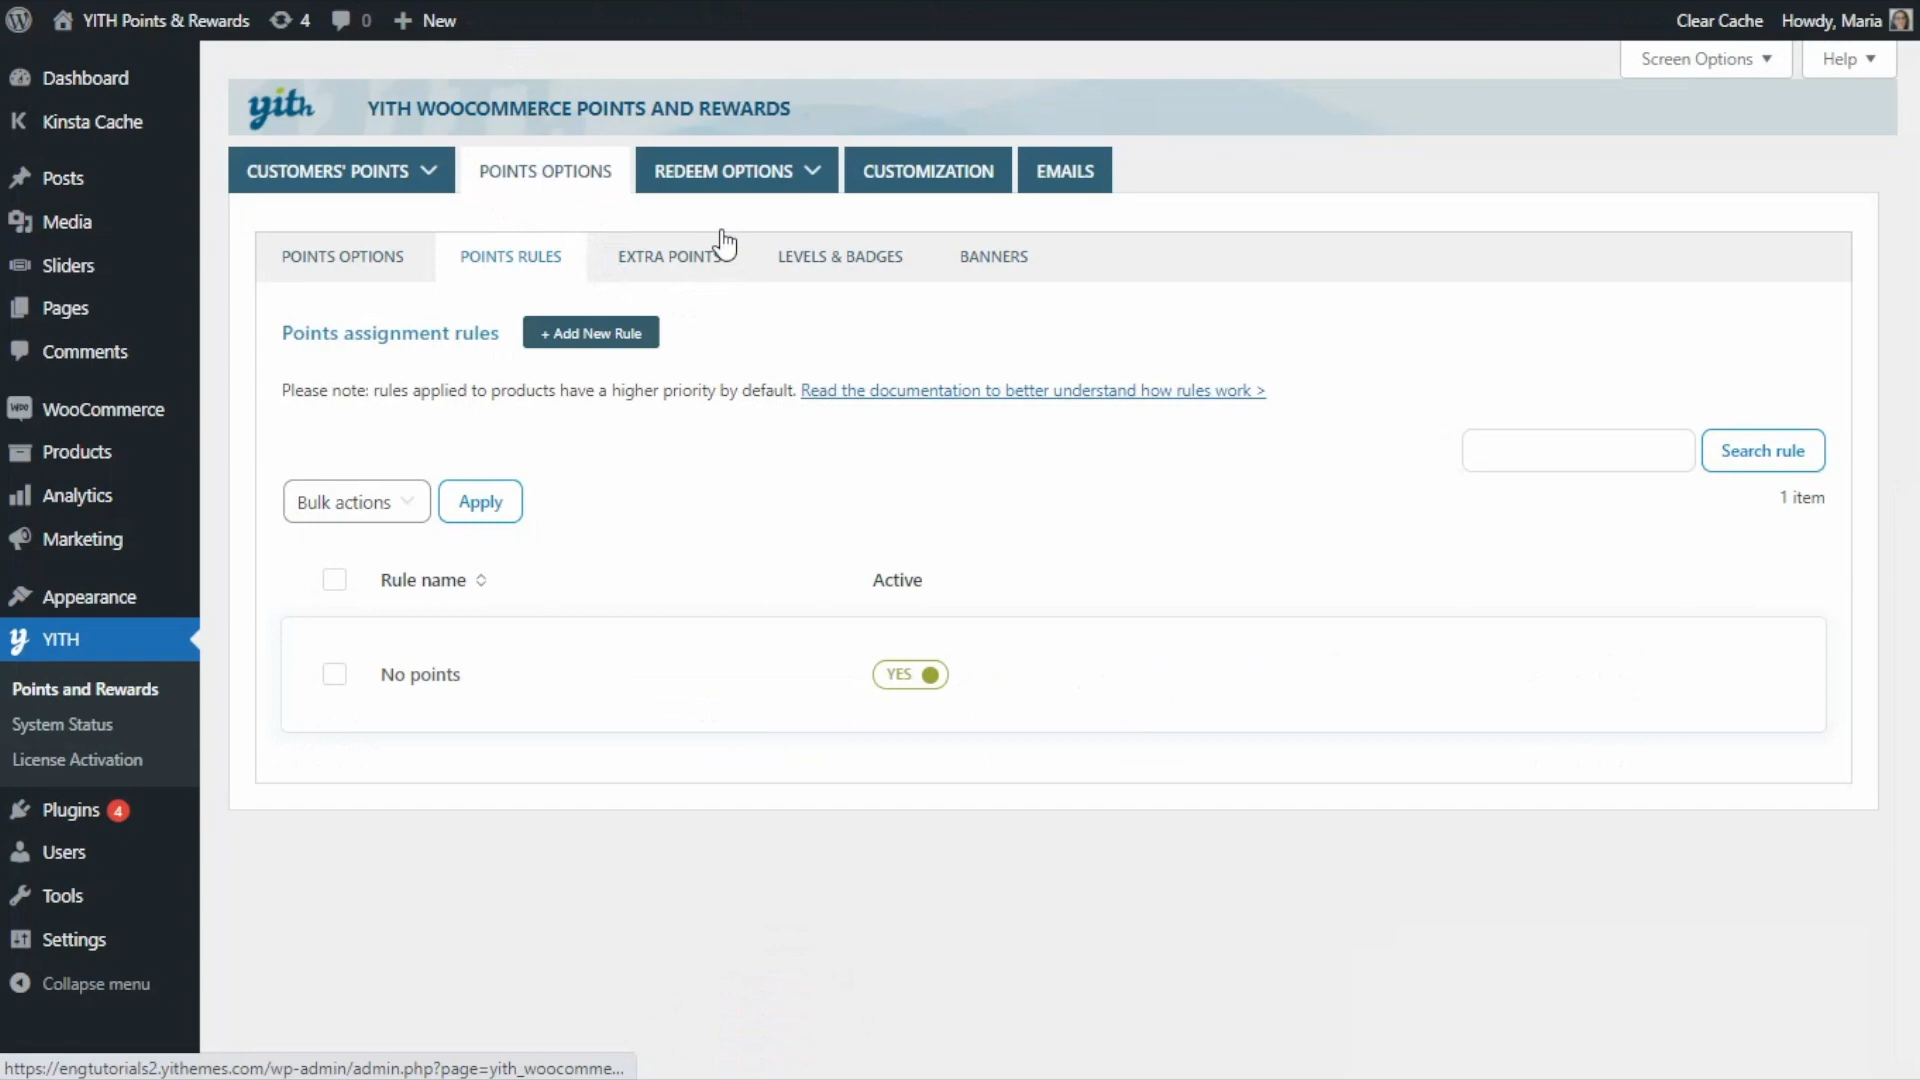 YITH Points & Rewards 4 0 New Clear Cache Howdy, Maria
Screen Options Help
Dashboard
Kinsta Cache
Posts
Media
Sliders
Pages
Comments
Woo WooCommerce
Products
Analytics
Marketing
Appearance
YITH
Points and Rewards
System Status
License Activation
Plugins 4
Users
Tools
Settings
Collapse menu
yith YITH WOOCOMMERCE POINTS AND REWARDS
CUSTOMERS' POINTS POINTS OPTIONS REDEEM OPTIONS CUSTOMIZATION EMAILS
POINTS OPTIONS POINTS RULES EXTRA POINTS LEVELS & BADGES BANNERS
Points assignment rules + Add New Rule
Please note: rules applied to products have a higher priority by default. Read the documentation to better understand how rules work >
Search rule
Bulk actions Apply 1 item
Rule name Active
No points YES
https://engtutorials2.yithemes.com/wp-admin/admin.php?page=yith_woocomme...